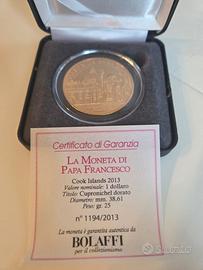 Certificato di Garanzia
LA MONETA DI
PAPA FRANCESCO
Cook Islands 2013
Valore nominale: 1 dollaro
Titolo: Cupronichel dorato
Diametro: mm. 38,61
Peso: gr. 25
n° 1194/2013
La moneta è garantita autentica da
BOLAFFI
per il collezionismo
subito